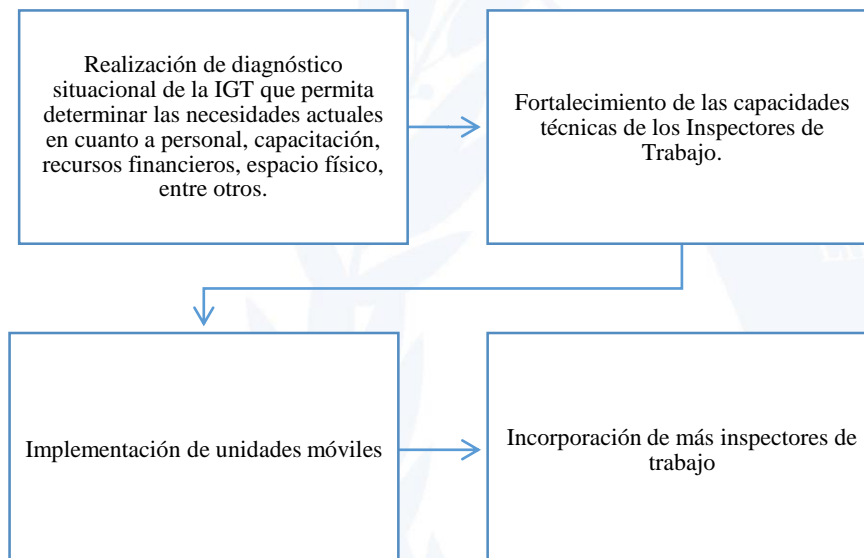 Realización de diagnóstico
situacional de la IGT que permita
determinar las necesidades actuales
en cuanto a personal, capacitación,
recursos financieros, espacio físico,
entre otros.
Fortalecimiento de las capacidades
técnicas de los Inspectores de
Trabajo.
Implementación de unidades móviles
Incorporación de más inspectores de
trabajo